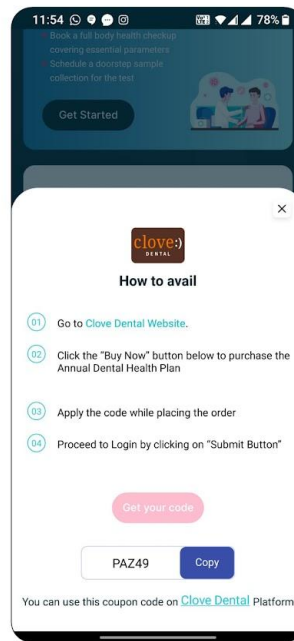 11:54 78%
Book a full body health checkup
covering essential parameters
Schedule a doorstep sample
collection for the test
Get Started
clove:)
DENTAL
How to avail
01 Go to Clove Dental Website.
02 Click the “Buy Now” button below to purchase the
Annual Dental Health Plan
03 Apply the code while placing the order
04 Proceed to Login by clicking on “Submit Button”
Get your code
PAZ49 Copy
You can use this coupon code on Clove Dental Platform